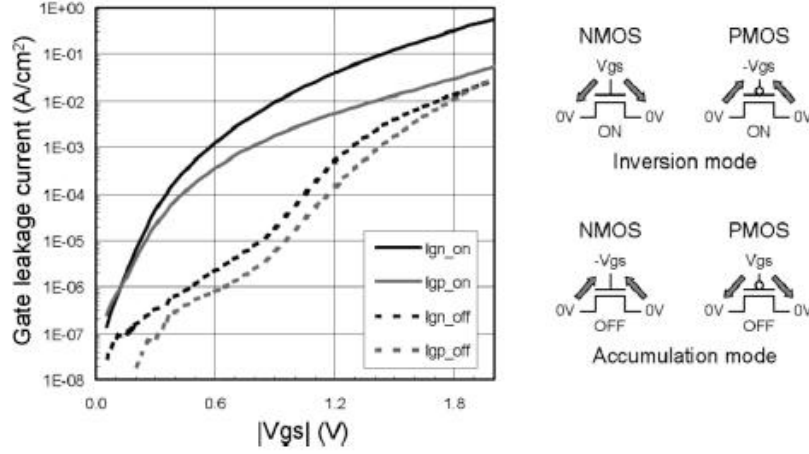 1E+00
1E-01
1E-02
1E-03
1E-04
1E-05
1E-06
1E-07
1E-08
Gate leakage current (A/cm²)
0.0 0.6 1.2 1.8
|Vgs| (V)
Ign_on
Igp_on
Ign_off
Igp_off
NMOS PMOS
Vgs -Vgs
0V 0V 0V 0V
ON ON
Inversion mode
NMOS PMOS
-Vgs Vgs
0V 0V 0V 0V
OFF OFF
Accumulation mode